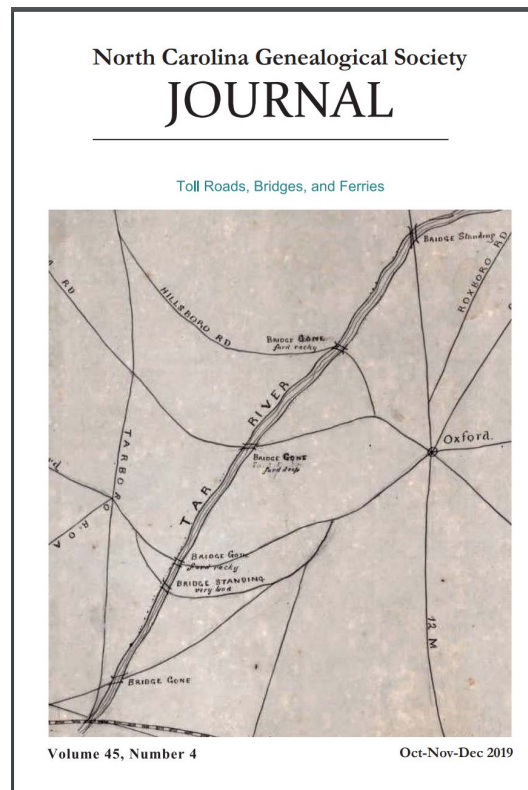 North Carolina Genealogical Society
JOURNAL
Toll Roads, Bridges, and Ferries
BRIDGE Standing
ROXBORO RD
RD
HILLSBORO RD
BRIDGE GONE
ford rocky
TAR RIVER
Oxford.
BRIDGE GONE
ford deep
TARBORO
rd
ROA
BRIDGE GONE
ford rocky
BRIDGE STANDING
very bad
12 M
BRIDGE GONE
Volume 45, Number 4
Oct-Nov-Dec 2019